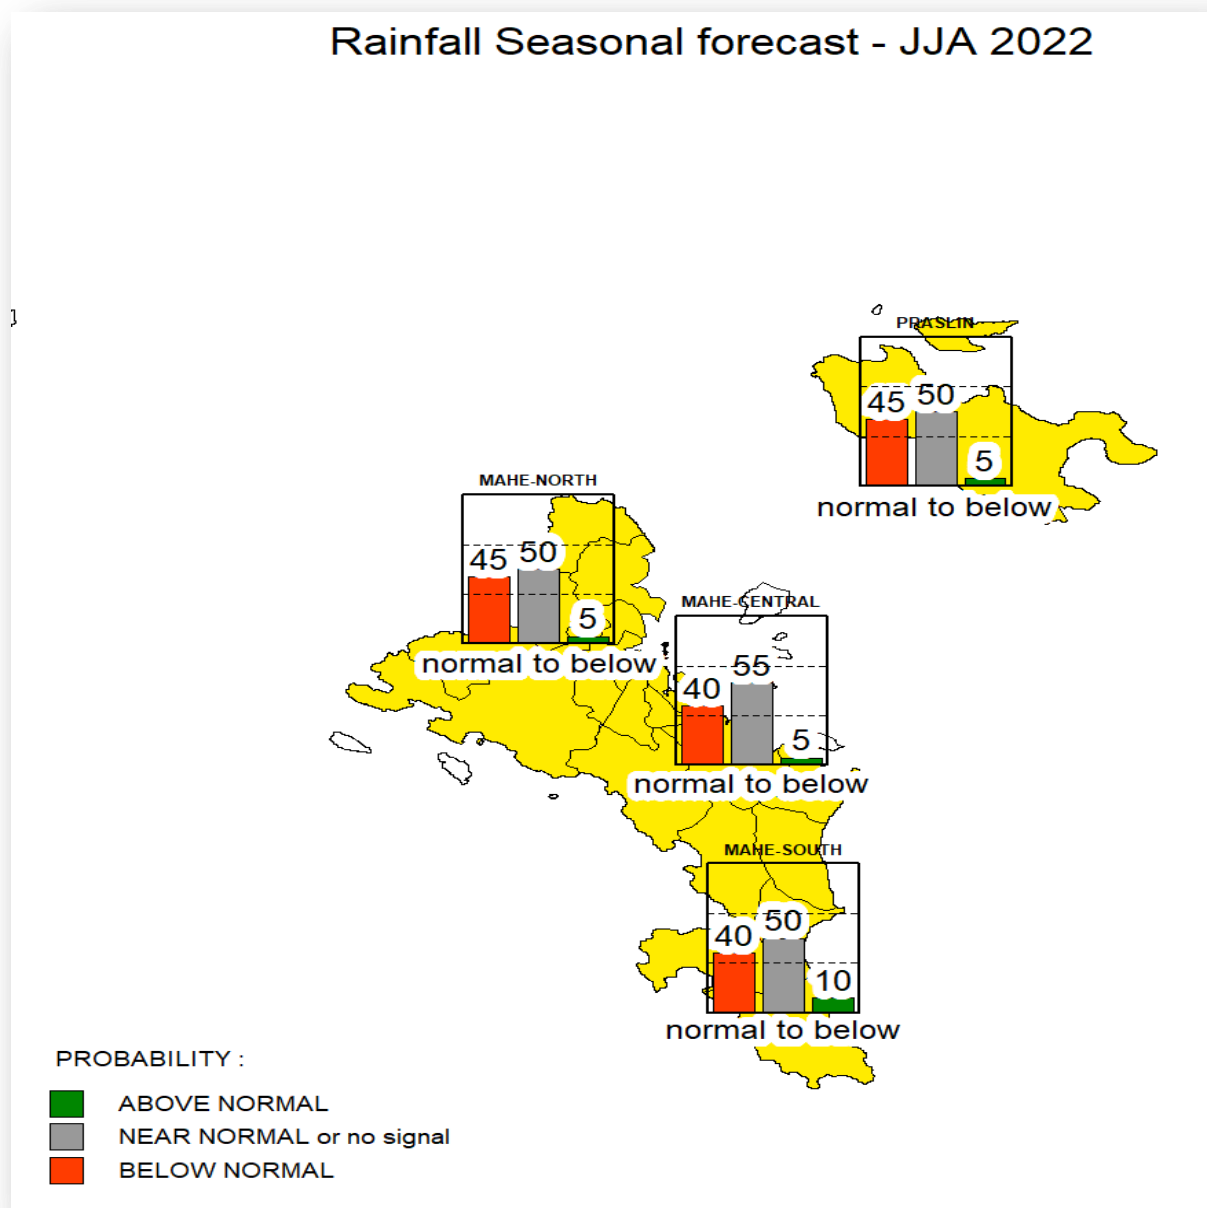 Rainfall Seasonal forecast - JJA 2022
PRASLIN
45 50 5
normal to below
MAHE-NORTH
45 50 5
normal to below
MAHE-CENTRAL
40 55 5
normal to below
MAHE-SOUTH
40 50 10
normal to below
PROBABILITY :
ABOVE NORMAL
NEAR NORMAL or no signal
BELOW NORMAL